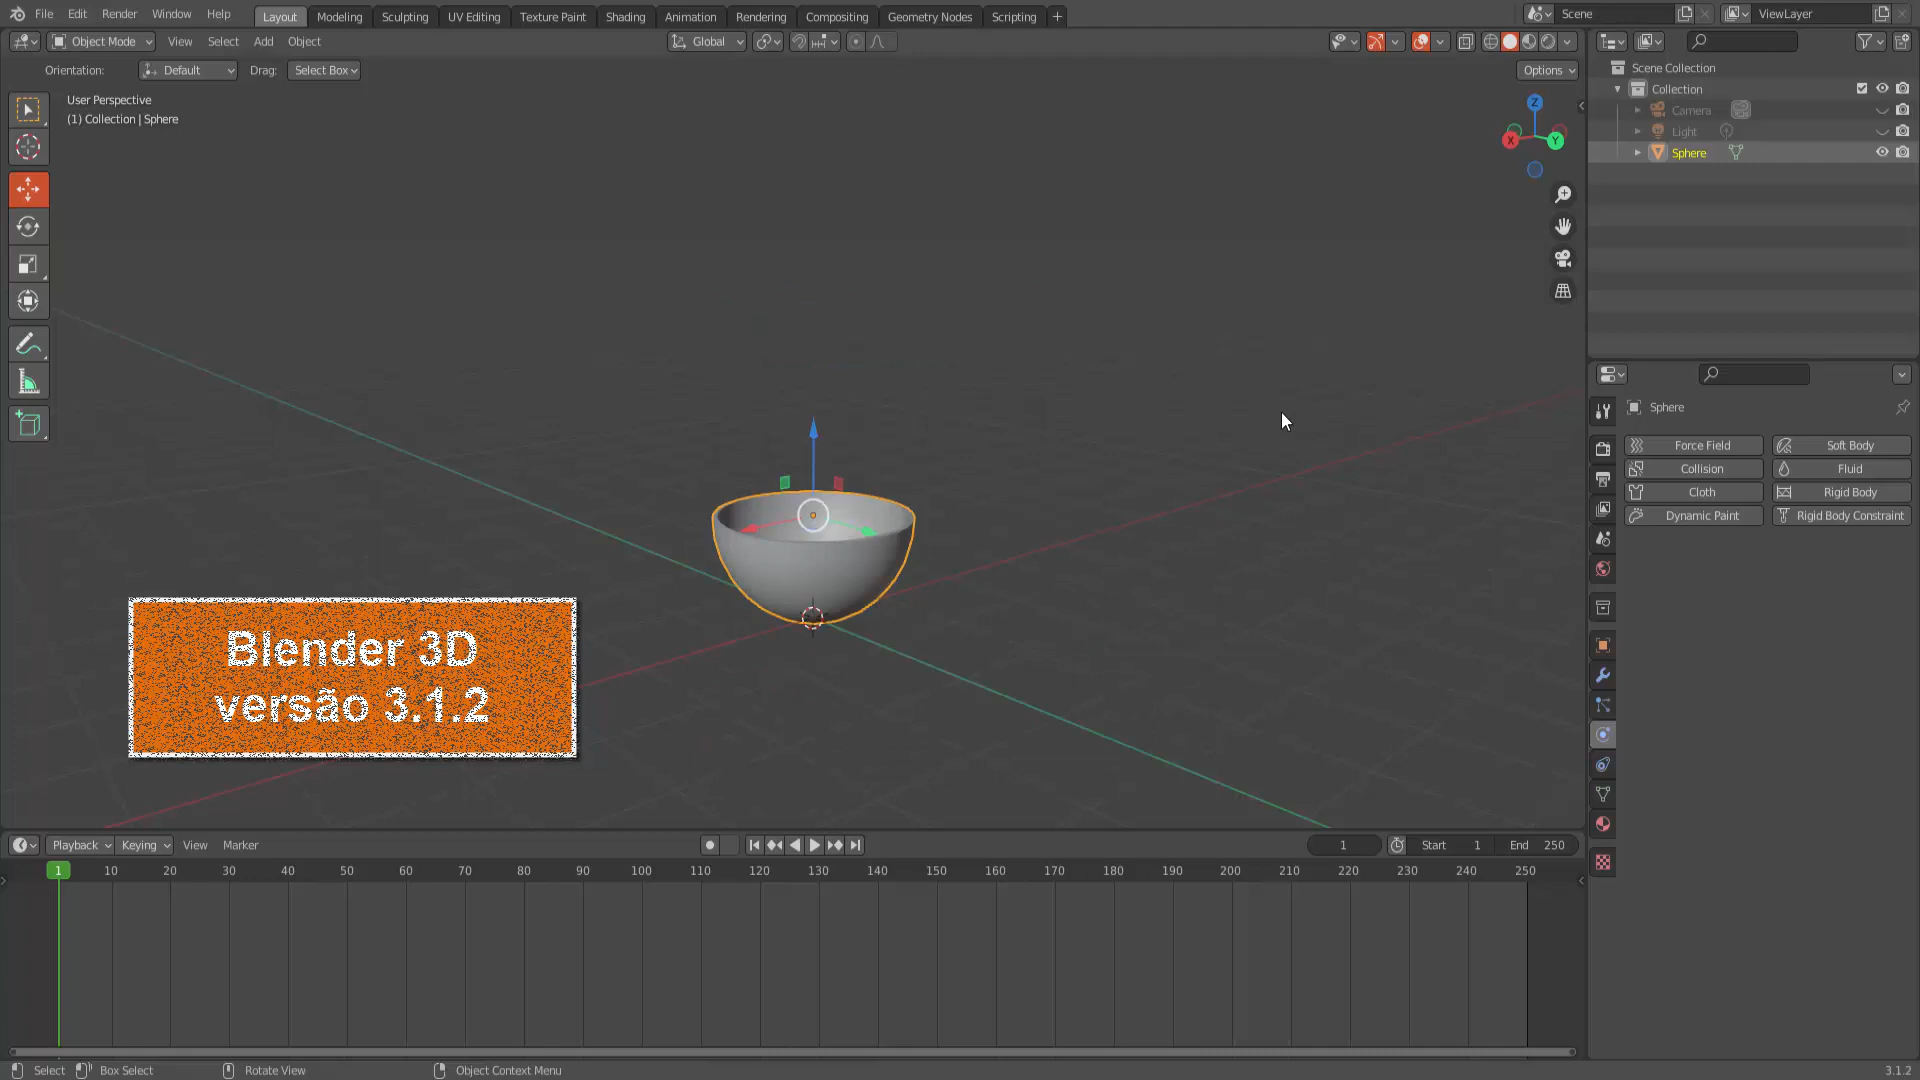 File Edit Render Window Help Layout Modeling Sculpting UV Editing Texture Paint Shading Animation Rendering Compositing Geometry Nodes Scripting + Scene ViewLayer
Object Mode View Select Add Object Global
Orientation: Default Drag: Select Box Options
User Perspective
(1) Collection | Sphere
Z
X
Y
Scene Collection
Collection
Camera
Light
Sphere
Sphere
Force Field Soft Body
Collision Fluid
Cloth Rigid Body
Dynamic Paint Rigid Body Constraint
Blender 3D
versão 3.1.2
Playback Keying View Marker 1 Start 1 End 250
1 10 20 30 40 50 60 70 80 90 100 110 120 130 140 150 160 170 180 190 200 210 220 230 240 250
Select Box Select Rotate View Object Context Menu 3.1.2